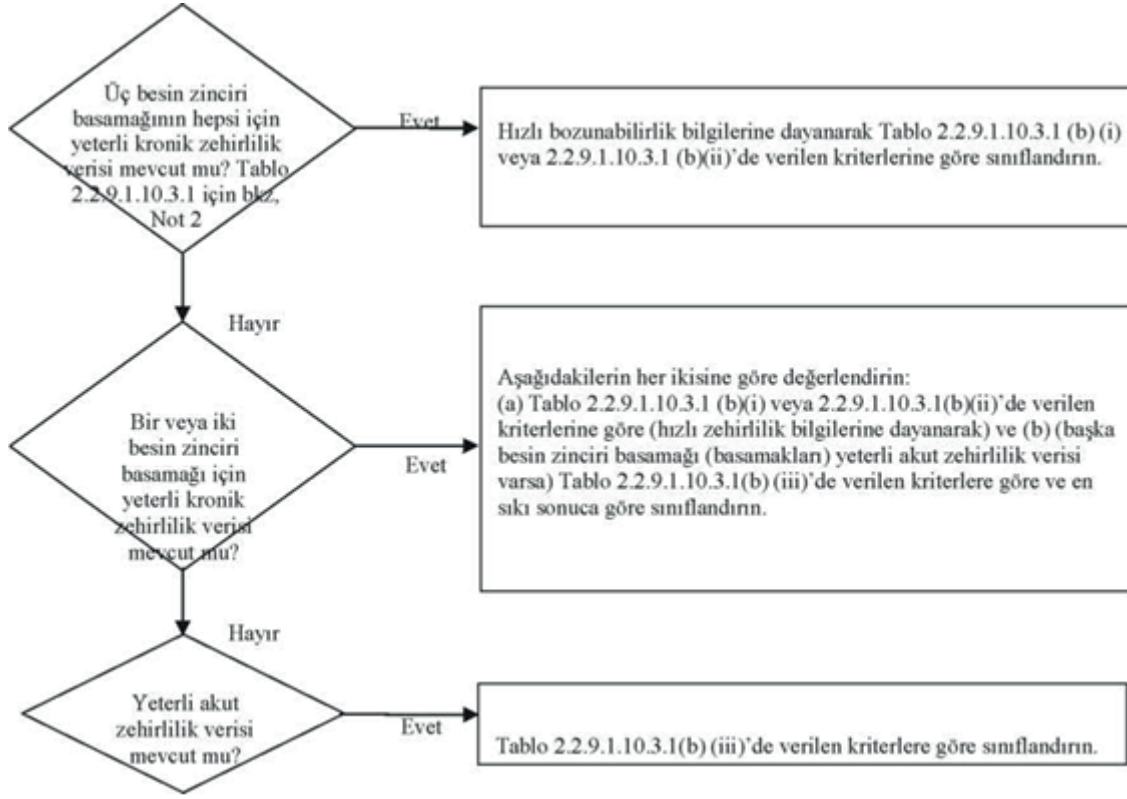 Üç besin zinciri
basamağının hepsi için
yeterli kronik zehirlilik
verisi mevcut mu? Tablo
2.2.9.1.10.3.1 için bkz,
Not 2
Evet
Hızlı bozunabilirlik bilgilerine dayanarak Tablo 2.2.9.1.10.3.1 (b) (i)
veya 2.2.9.1.10.3.1 (b)(ii)’de verilen kriterlerine göre sınıflandırın.
Hayır
Bir veya iki
besin zinciri
basamağı için
yeterli kronik
zehirlilik verisi
mevcut mu?
Evet
Aşağıdakilerin her ikisine göre değerlendirin:
(a) Tablo 2.2.9.1.10.3.1 (b)(i) veya 2.2.9.1.10.3.1(b)(ii)’de verilen
kriterlerine göre (hızlı zehirlilik bilgilerine dayanarak) ve (b) (başka
besin zinciri basamağı (basamakları) yeterli akut zehirlilik verisi
varsa) Tablo 2.2.9.1.10.3.1(b) (iii)’de verilen kriterlere göre ve en
sıkı sonuca göre sınıflandırın.
Hayır
Yeterli akut
zehirlilik verisi
mevcut mu?
Evet
Tablo 2.2.9.1.10.3.1(b) (iii)’de verilen kriterlere göre sınıflandırın.